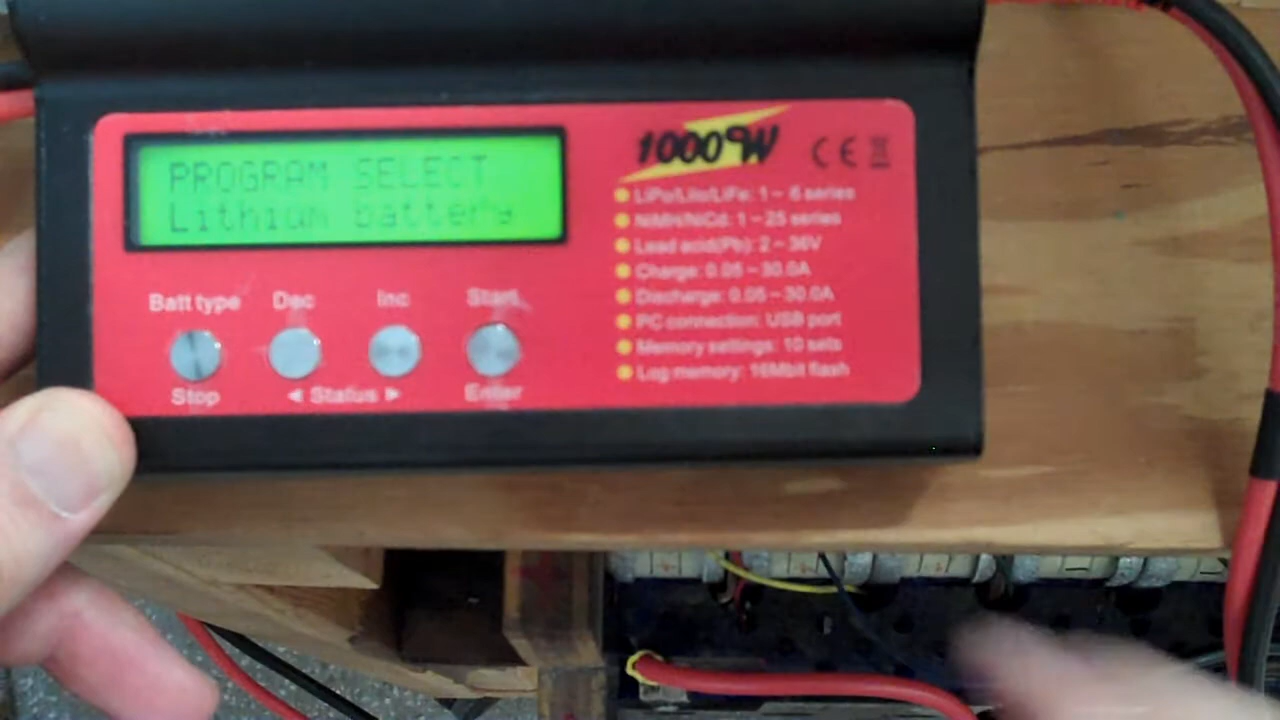 PROGRAM SELECT
Lithium battery
Batt type Dec Inc Start
Stop ◄ Status ► Enter
1000W CE
LiPo/LiIo/LiFe: 1 ~ 6 series
NiMH/NiCd: 1 ~ 25 series
Lead acid(Pb): 2 ~ 36V
Charge: 0.05 ~ 30.0A
Discharge: 0.05 ~ 30.0A
PC connection: USB port
Memory settings: 10 sets
Log memory: 16Mbit flash